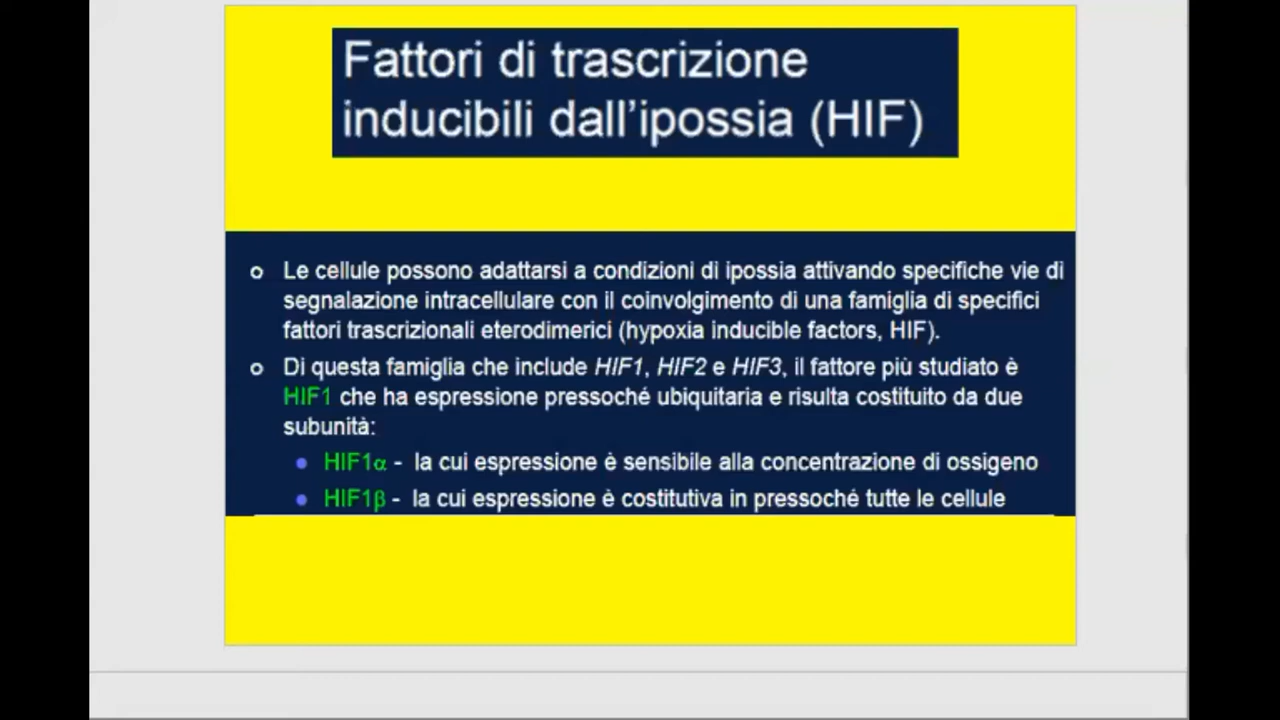 Fattori di trascrizione
inducibili dall’ipossia (HIF)
Le cellule possono adattarsi a condizioni di ipossia attivando specifiche vie di
segnalazione intracellulare con il coinvolgimento di una famiglia di specifici
fattori trascrizionali eterodimerici (hypoxia inducible factors, HIF).
Di questa famiglia che include HIF1, HIF2 e HIF3, il fattore più studiato è
HIF1 che ha espressione pressoché ubiquitaria e risulta costituito da due
subunità:
HIF1α - la cui espressione è sensibile alla concentrazione di ossigeno
HIF1β - la cui espressione è costitutiva in pressoché tutte le cellule